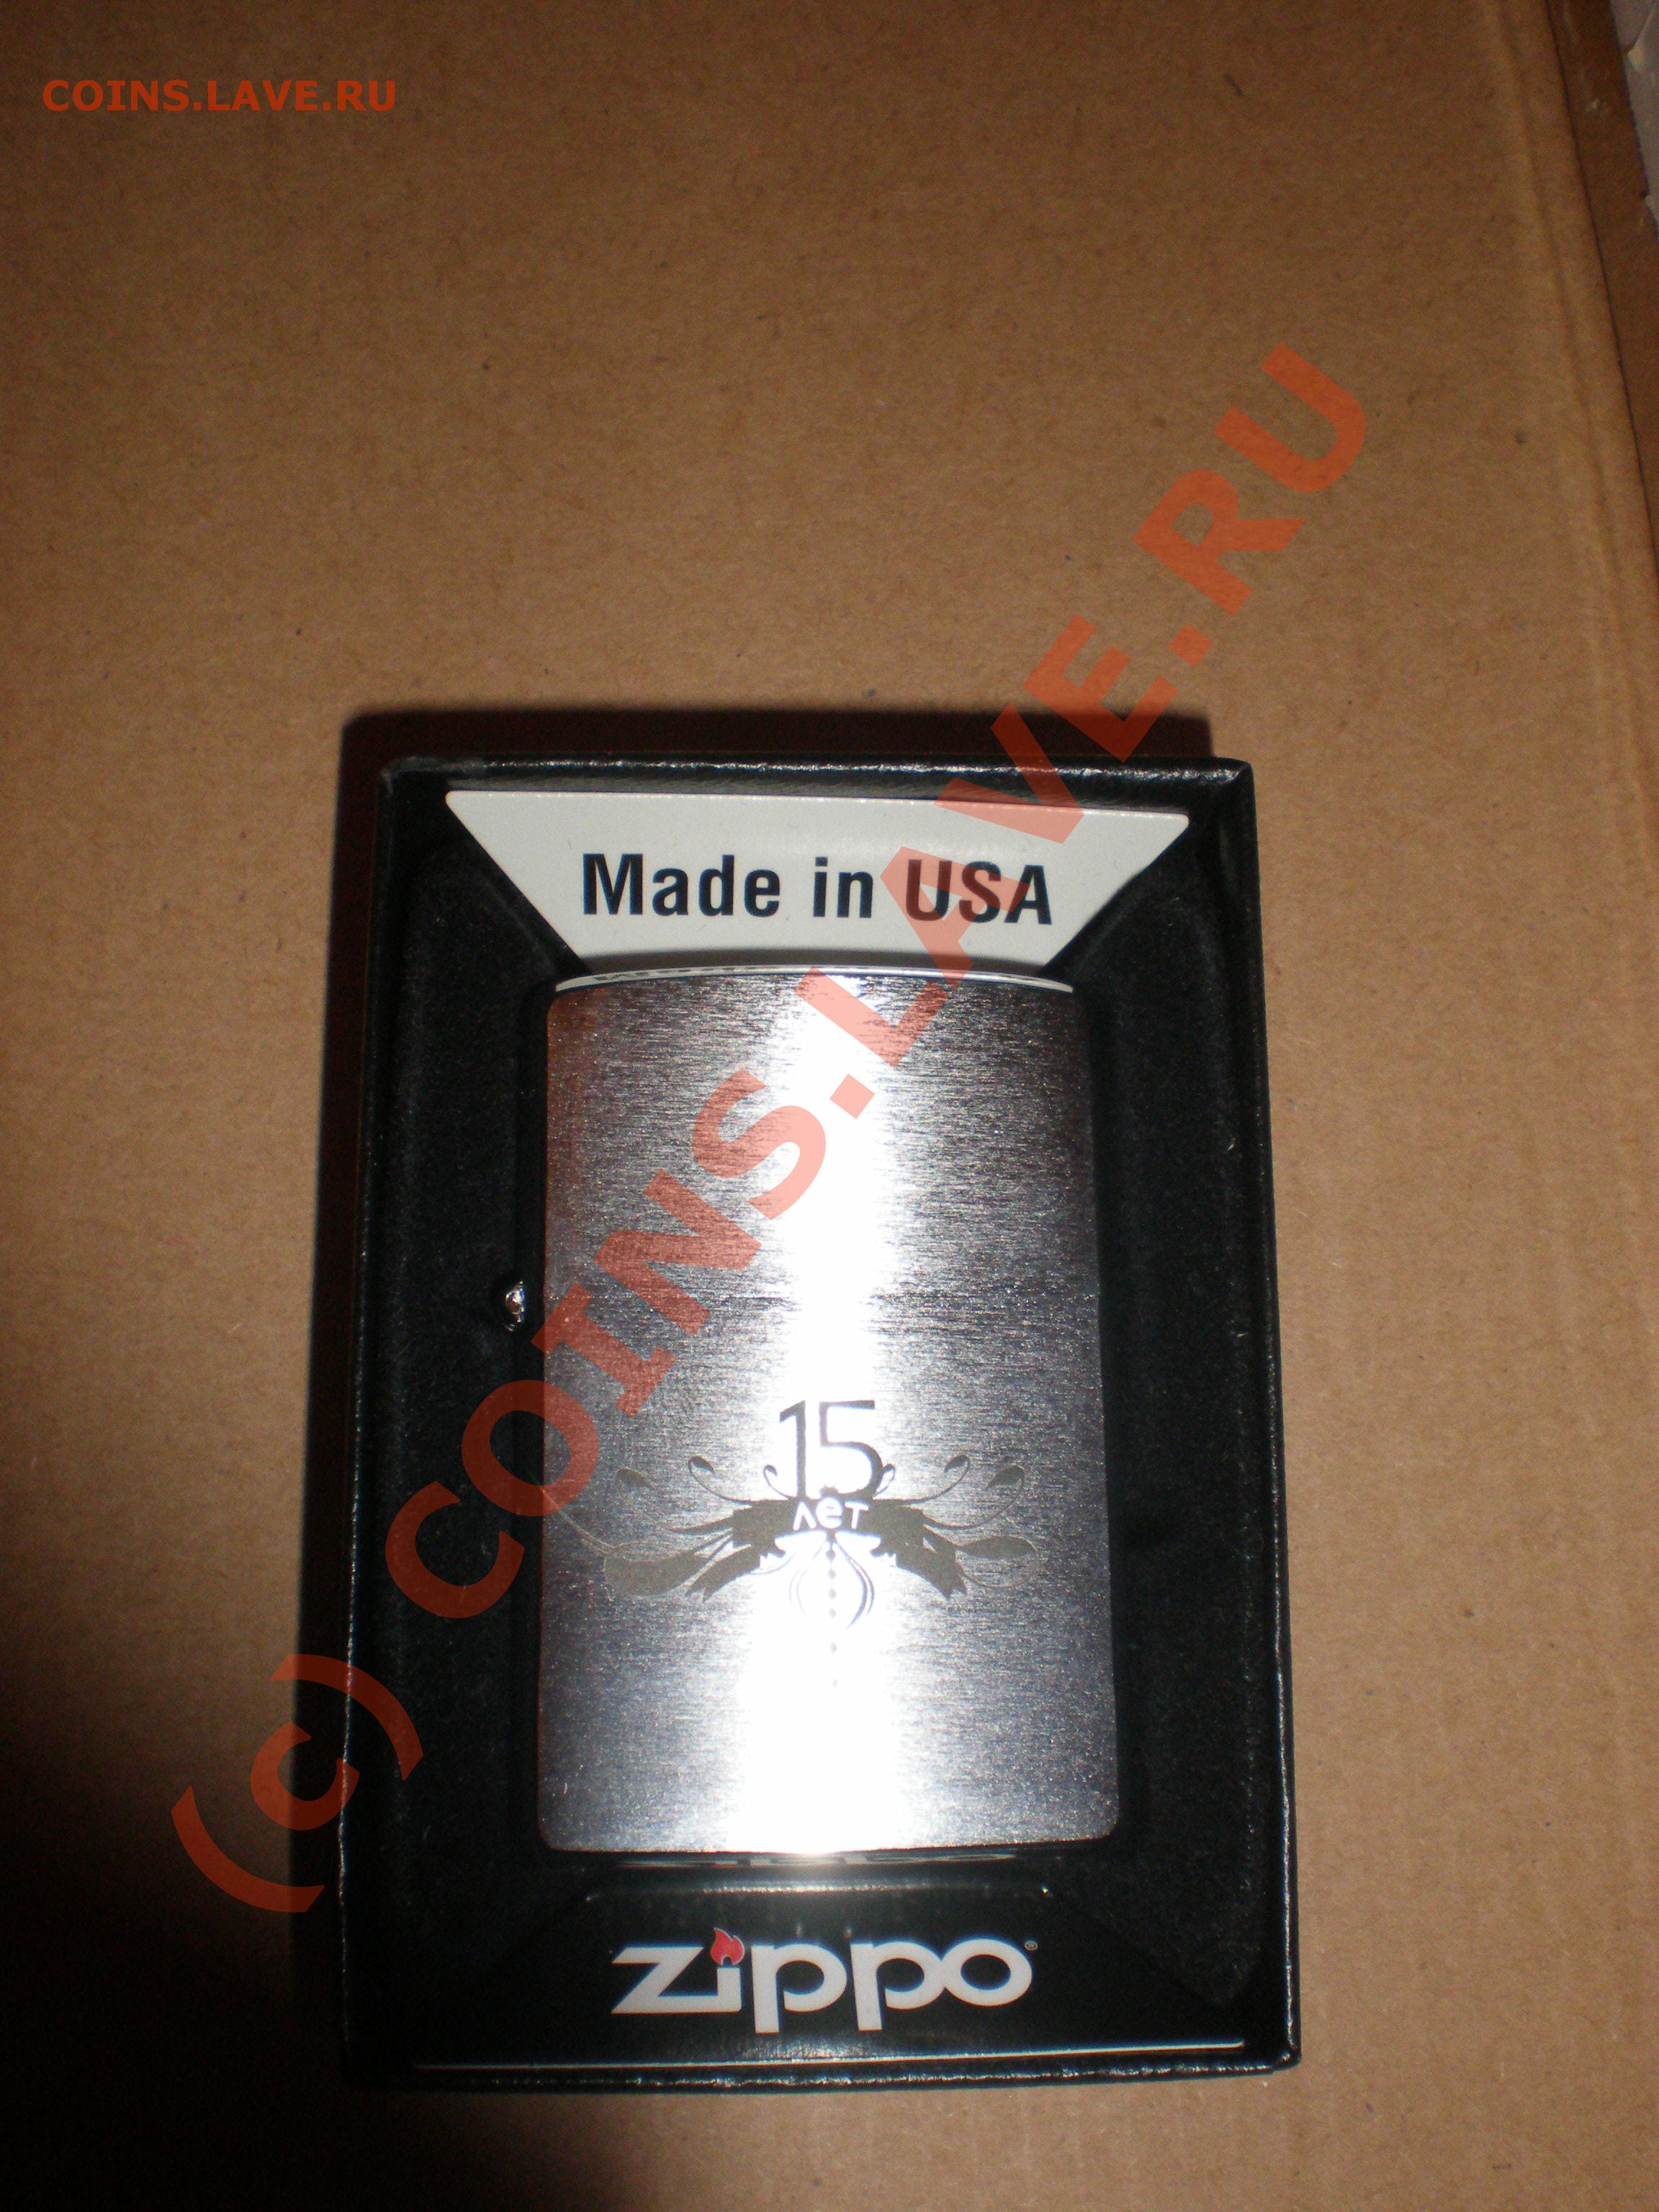 COINS.LAVE.RU
(c) COINS.LAVE.RU
Made in USA
15
лет
zippo®